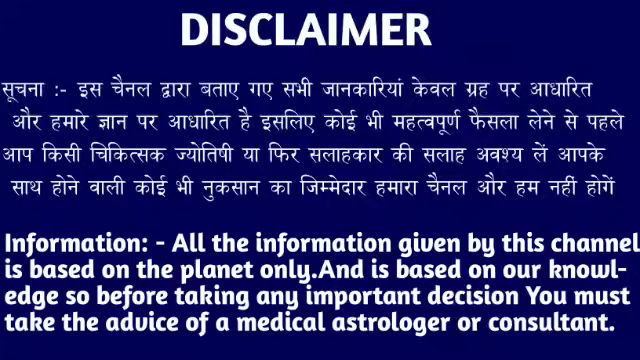 DISCLAIMER
सूचना :- इस चैनल द्वारा बताए गए सभी जानकारियां केवल ग्रह पर आधारित
और हमारे ज्ञान पर आधारित है इसलिए कोई भी महत्वपूर्ण फैसला लेने से पहले
आप किसी चिकित्सक ज्योतिषी या फिर सलाहकार की सलाह अवश्य लें आपके
साथ होने वाली कोई भी नुकसान का जिम्मेदार हमारा चैनल और हम नहीं होगें
Information: - All the information given by this channel
is based on the planet only.And is based on our knowl-
edge so before taking any important decision You must
take the advice of a medical astrologer or consultant.